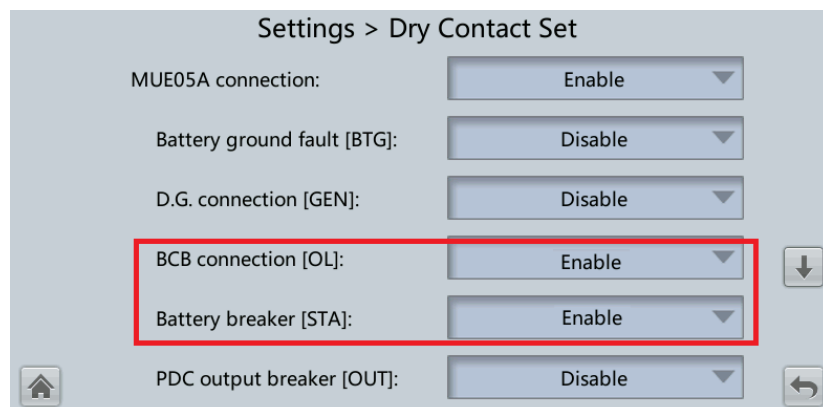 Settings > Dry Contact Set
MUE05A connection: Enable
Battery ground fault [BTG]: Disable
D.G. connection [GEN]: Disable
BCB connection [OL]: Enable
Battery breaker [STA]: Enable
PDC output breaker [OUT]: Disable